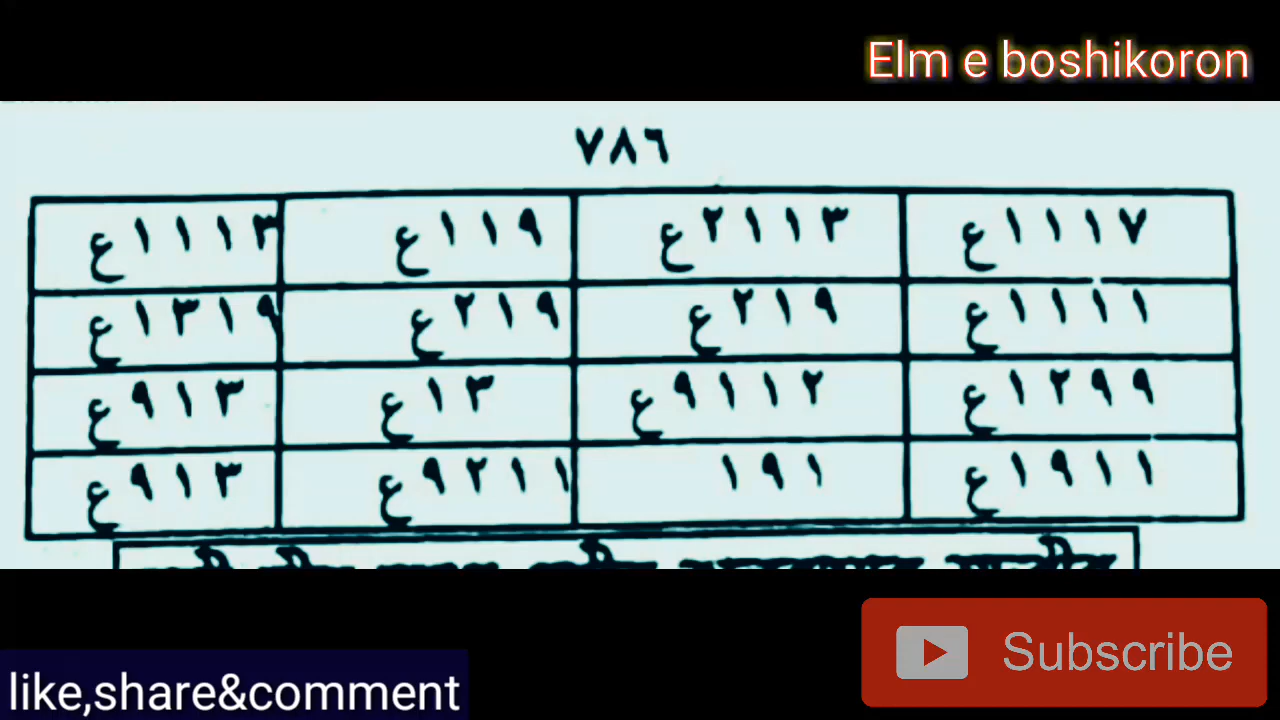 Elm e boshikoron
٧٨٦
ع١١١٣ ع١١٩ ع٢١١٣ ع١١١٧
ع١٣١٩ ع٢١٩ ع٢١٩ ع١١١١
ع٩١٣ ع١٣ ع٩١١٢ ع١٢٩٩
ع٩١٣ ع٩٢١١ ١٩١ ع١٩١١
Subscribe
like,share&comment